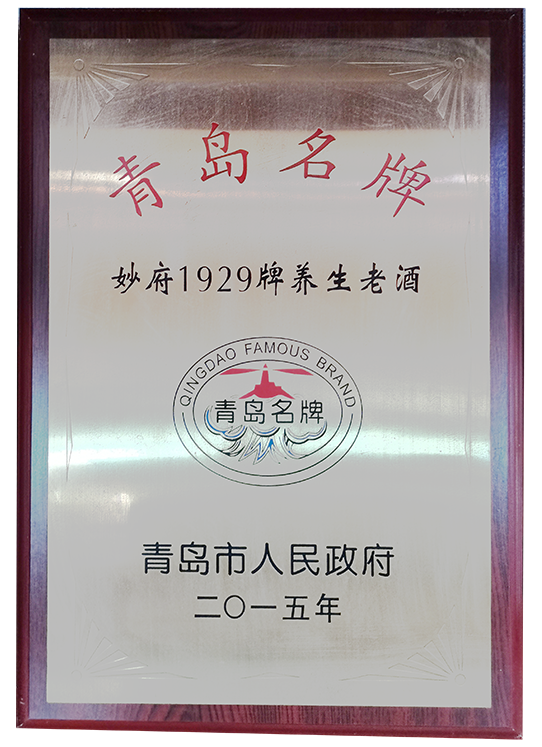 青岛名牌
妙府1929牌养生老酒
QINGDAO FAMOUS BRAND
青岛名牌
青岛市人民政府
二〇一五年